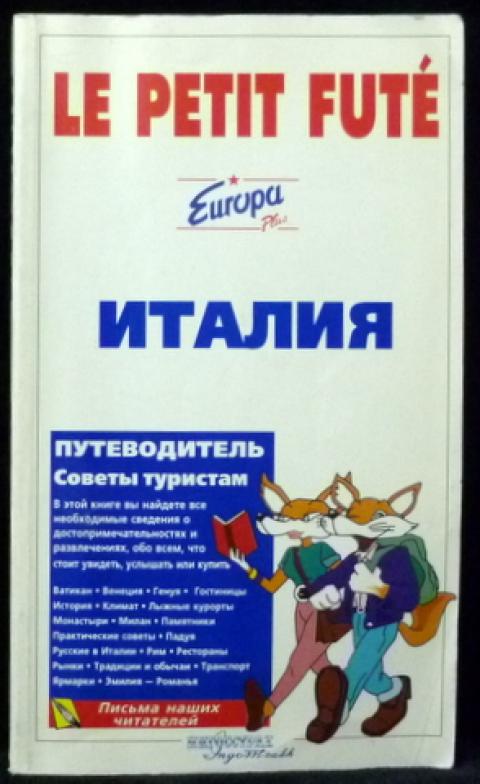 LE PETIT FUTÉ
Europa
Plus
ИТАЛИЯ
ПУТЕВОДИТЕЛЬ
Советы туристам
В этой книге вы найдете все
необходимые сведения о
достопримечательностях и
развлечениях, обо всем, что
стоит увидеть, услышать или купить
Ватикан • Венеция • Генуя • Гостиницы
История • Климат • Лыжные курорты
Монастыри • Милан • Памятники
Практические советы • Падуя
Русские в Италии • Рим • Рестораны
Рынки • Традиции и обычаи • Транспорт
Ярмарки • Эмилия — Романья
Письма наших
читателей